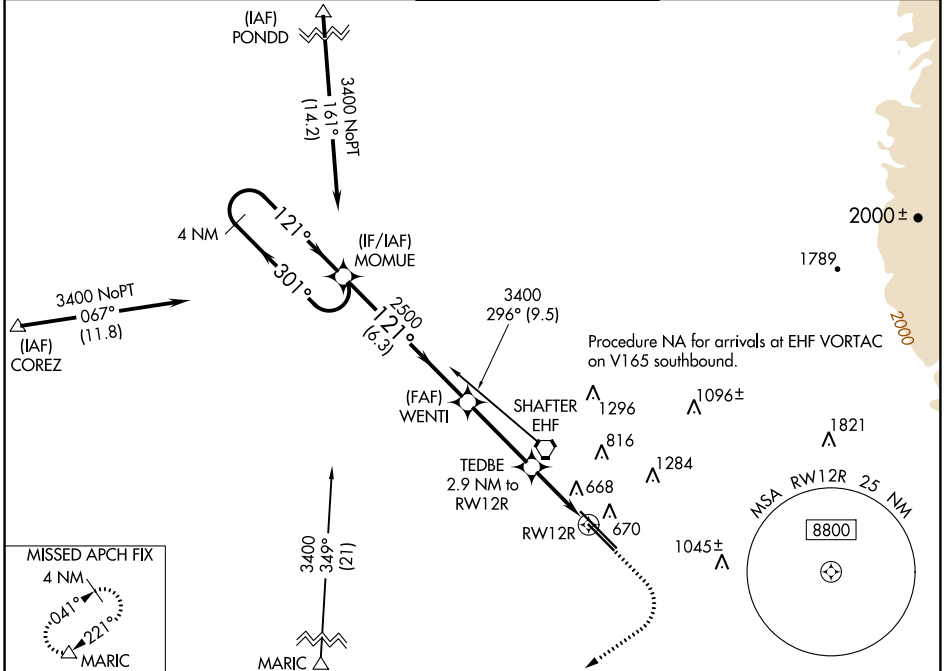 (IAF)
PONDD
3400 NoPT
161°
(14.2)
4 NM
121°
301°
(IF/IAF)
MOMUE
2000 ±
1789
2000
3400 NoPT
067°
(11.8)
(IAF)
COREZ
2500
121°
(6.3)
3400
296° (9.5)
Procedure NA for arrivals at EHF VORTAC
on V165 southbound.
(FAF)
WENTI
SHAFTER
EHF
1296
1096±
816
1821
1284
TEDBE
2.9 NM to
RW12R
668
670
RW12R
1045±
MSA RW12R 25 NM
8800
3400
349°
(21)
MARIC
MISSED APCH FIX
4 NM
041°
221°
MARIC